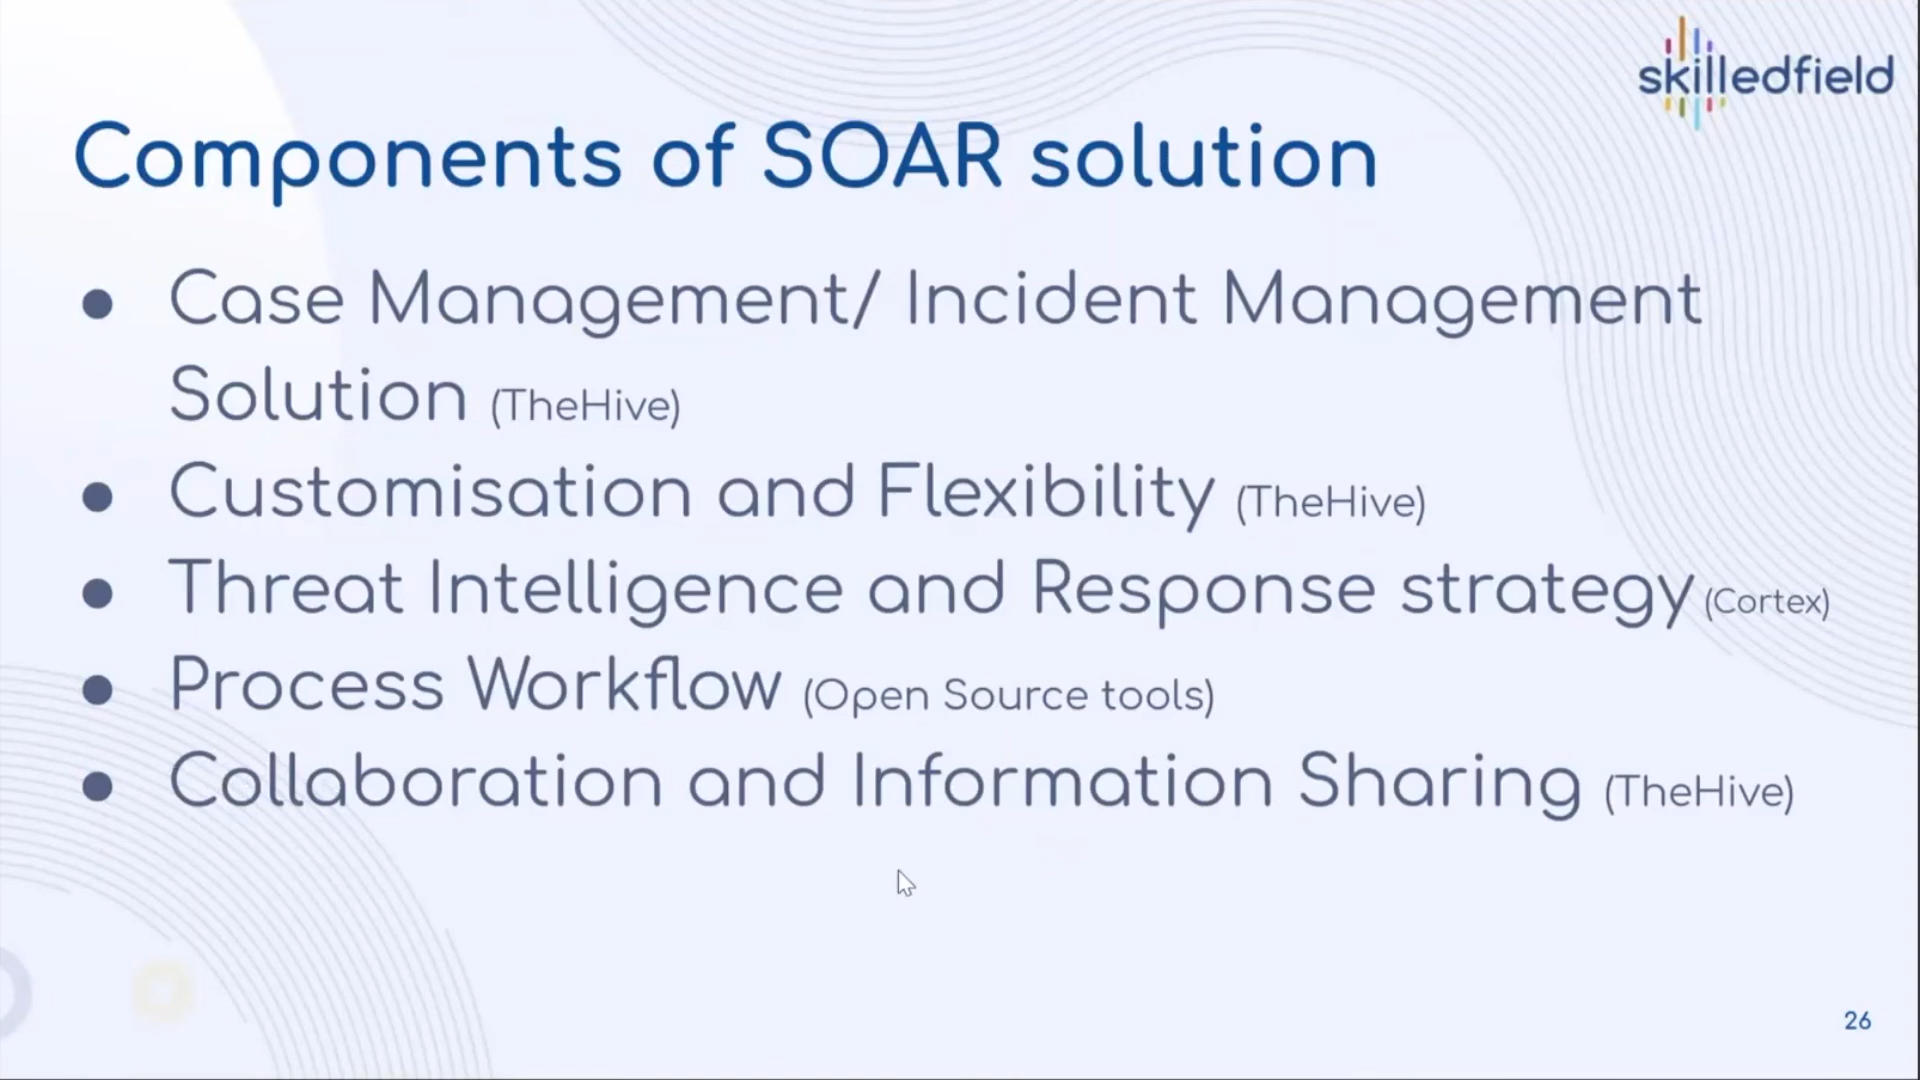 skilledfield
Components of SOAR solution
● Case Management/ Incident Management
Solution (TheHive)
● Customisation and Flexibility (TheHive)
● Threat Intelligence and Response strategy (Cortex)
● Process Workflow (Open Source tools)
● Collaboration and Information Sharing (TheHive)
26